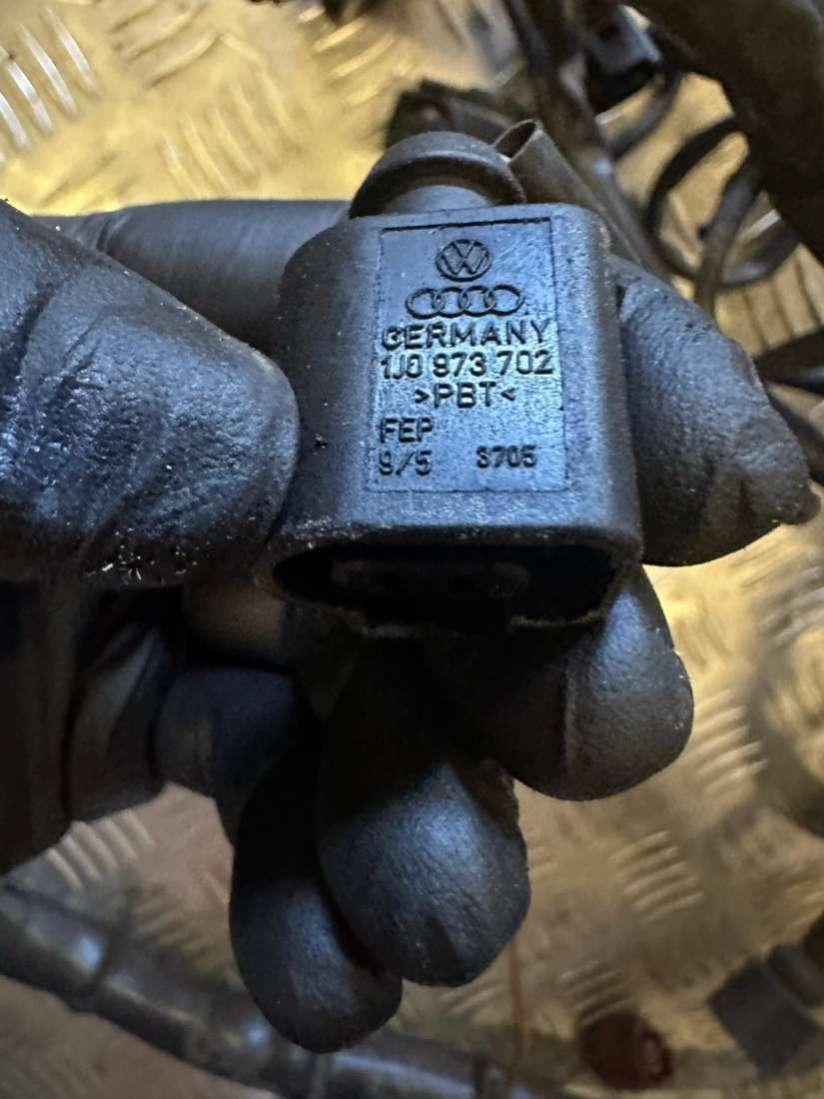 GERMANY
1J0 973 702
>PBT<
FEP
9/5 3705